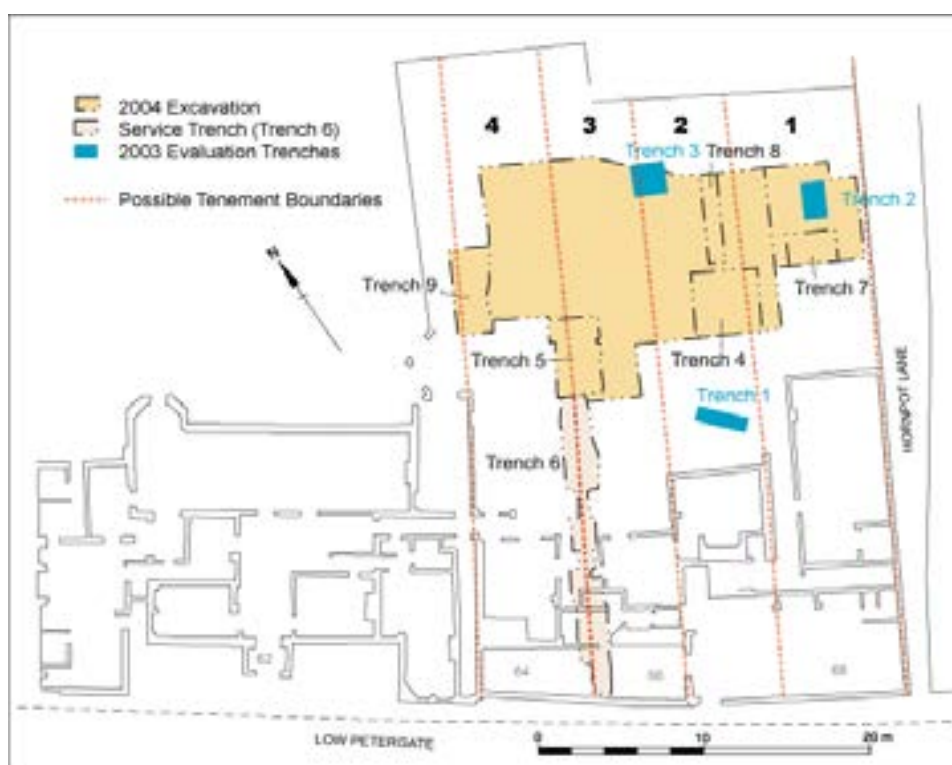 2004 Excavation
Service Trench (Trench 6)
2003 Evaluation Trenches
Possible Tenement Boundaries
4 3 2 1
Trench 3 Trench 8
Trench 2
N
Trench 9
Trench 7
Trench 5
Trench 4
Trench 1
HORNPOT LANE
Trench 6
62
64
LOW PETERGATE
0 10 20 m